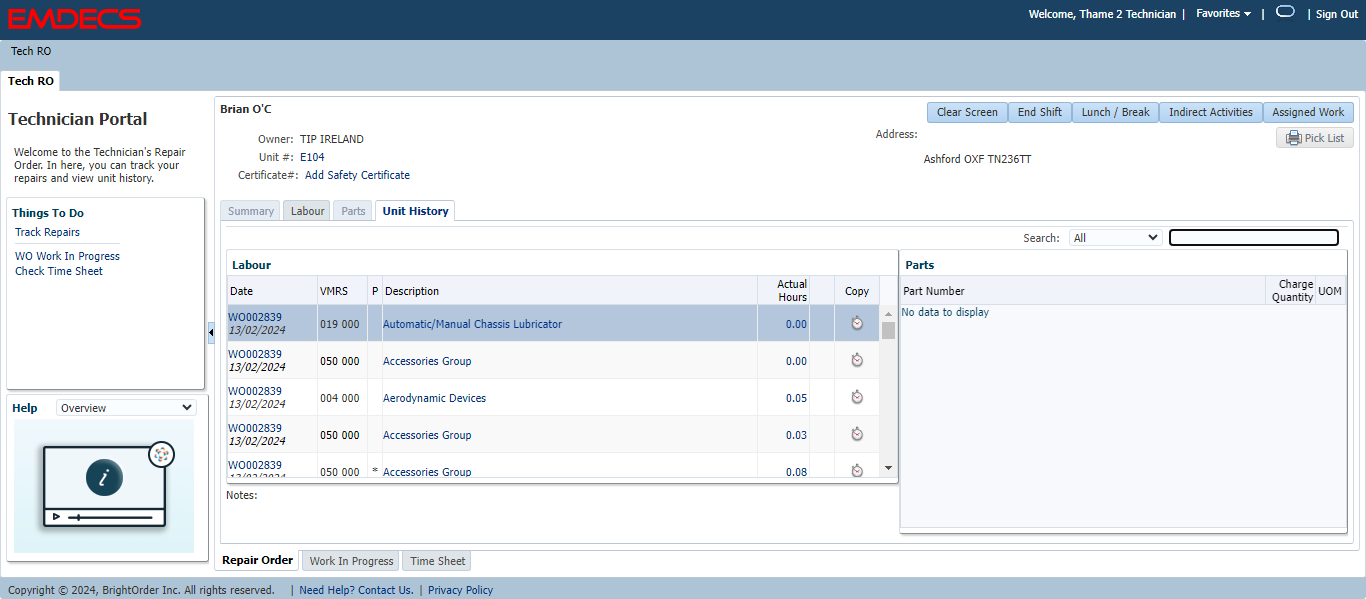 EMDECS
Welcome, Thame 2 Technician | Favorites | | Sign Out
Tech RO
Tech RO
Technician Portal
Welcome to the Technician's Repair
Order. In here, you can track your
repairs and view unit history.
Things To Do
Track Repairs
WO Work In Progress
Check Time Sheet
Help Overview
i
Brian O'C
Clear Screen End Shift Lunch / Break Indirect Activities Assigned Work
Owner: TIP IRELAND
Unit #: E104
Certificate#: Add Safety Certificate
Address:
Ashford OXF TN236TT
Pick List
Summary Labour Parts Unit History
Search: All
Labour
Date VMRS P Description Actual Hours Copy
WO002839
13/02/2024 019 000 Automatic/Manual Chassis Lubricator 0.00
WO002839
13/02/2024 050 000 Accessories Group 0.00
WO002839
13/02/2024 004 000 Aerodynamic Devices 0.05
WO002839
13/02/2024 050 000 Accessories Group 0.03
WO002839
13/02/2024 050 000 * Accessories Group 0.08
Notes:
Parts
Part Number Charge Quantity UOM
No data to display
Repair Order Work In Progress Time Sheet
Copyright © 2024, BrightOrder Inc. All rights reserved. | Need Help? Contact Us. | Privacy Policy